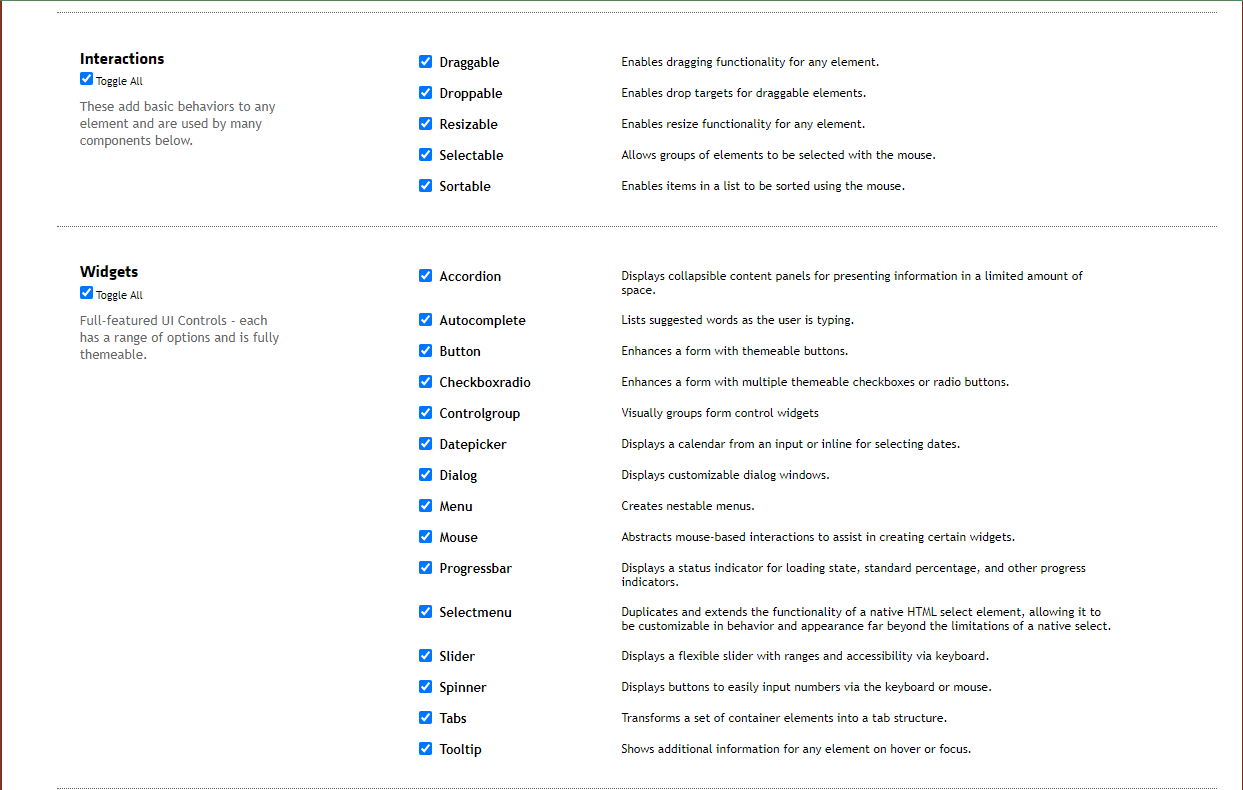 Interactions
Toggle All
These add basic behaviors to any
element and are used by many
components below.
Draggable Enables dragging functionality for any element.
Droppable Enables drop targets for draggable elements.
Resizable Enables resize functionality for any element.
Selectable Allows groups of elements to be selected with the mouse.
Sortable Enables items in a list to be sorted using the mouse.
Widgets
Toggle All
Full-featured UI Controls - each
has a range of options and is fully
themeable.
Accordion Displays collapsible content panels for presenting information in a limited amount of
space.
Autocomplete Lists suggested words as the user is typing.
Button Enhances a form with themeable buttons.
Checkboxradio Enhances a form with multiple themeable checkboxes or radio buttons.
Controlgroup Visually groups form control widgets
Datepicker Displays a calendar from an input or inline for selecting dates.
Dialog Displays customizable dialog windows.
Menu Creates nestable menus.
Mouse Abstracts mouse-based interactions to assist in creating certain widgets.
Progressbar Displays a status indicator for loading state, standard percentage, and other progress
indicators.
Selectmenu Duplicates and extends the functionality of a native HTML select element, allowing it to
be customizable in behavior and appearance far beyond the limitations of a native select.
Slider Displays a flexible slider with ranges and accessibility via keyboard.
Spinner Displays buttons to easily input numbers via the keyboard or mouse.
Tabs Transforms a set of container elements into a tab structure.
Tooltip Shows additional information for any element on hover or focus.